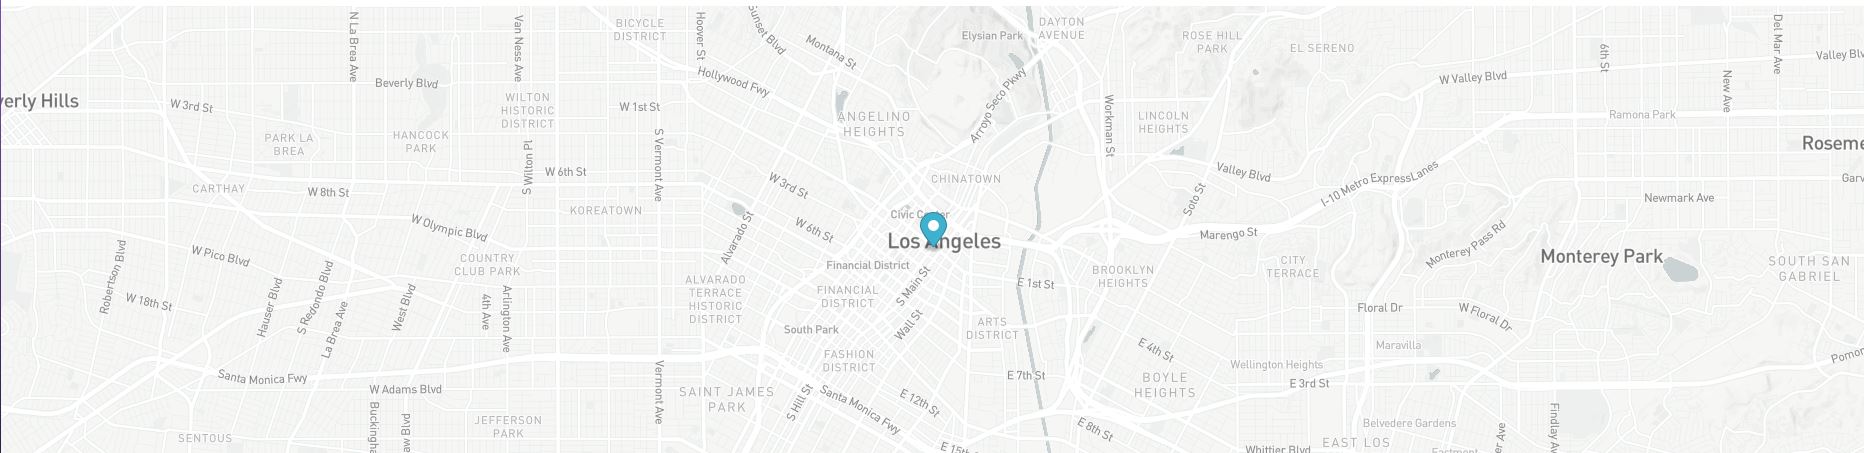 N La Brea Ave
Van Ness Ave
BICYCLE
DISTRICT
Hoover St
Sunset Blvd
Montana St
Elysian Park
DAYTON
AVENUE
ROSE HILL
PARK
EL SERENO
6th St
Del Mar Ave
Valley Blv
W Valley Blvd
Beverly Blvd
Hollywood Fwy
Arroyo Seco Pkwy
New Ave
verly Hills
W 3rd St
WILTON
HISTORIC
DISTRICT
W 1st St
ANGELINO
HEIGHTS
Workman St
LINCOLN
HEIGHTS
Ramona Park
PARK LA
BREA
HANCOCK
PARK
S Wilton Pl
S Vermont Ave
Roseme
W 6th St
W 3rd St
CHINATOWN
Valley Blvd
I-10 Metro ExpressLanes
Garv
CARTHAY
W 8th St
KOREATOWN
Soto St
Newmark Ave
Civic Center
W Olympic Blvd
Alvarado St
W 6th St
Los Angeles
Marengo St
Monterey Pass Rd
Monterey Park
W Pico Blvd
Robertson Blvd
COUNTRY
CLUB PARK
Financial District
BROOKLYN
HEIGHTS
CITY
TERRACE
SOUTH SAN
GABRIEL
W 18th St
Hauser Blvd
S Redondo Blvd
La Brea Ave
West Blvd
4th Ave
Arlington Ave
ALVARADO
TERRACE
HISTORIC
DISTRICT
FINANCIAL
DISTRICT
S Main St
Wall St
E 1st St
Floral Dr
W Floral Dr
South Park
ARTS
DISTRICT
E 4th St
Maravilla
FASHION
DISTRICT
Wellington Heights
Pomon
Santa Monica Fwy
W Adams Blvd
Vermont Ave
E 7th St
BOYLE
HEIGHTS
E 3rd St
SAINT JAMES
PARK
S Hill St
Santa Monica Fwy
E 12th St
Buckingha
JEFFERSON
PARK
Belvedere Gardens
Findlay Av
SENTOUS
E 15th
E 8th St
Whittier Blvd
EAST LOS
Eastmont